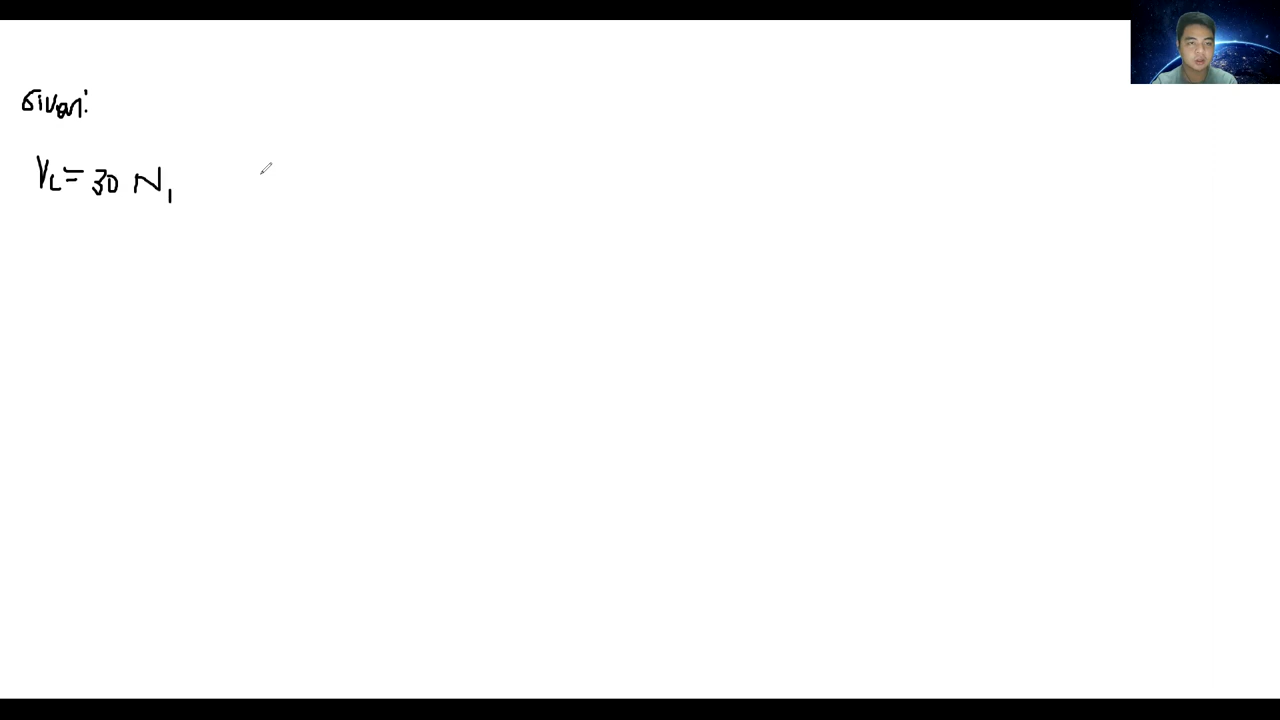 Given:
VL = 30 N,